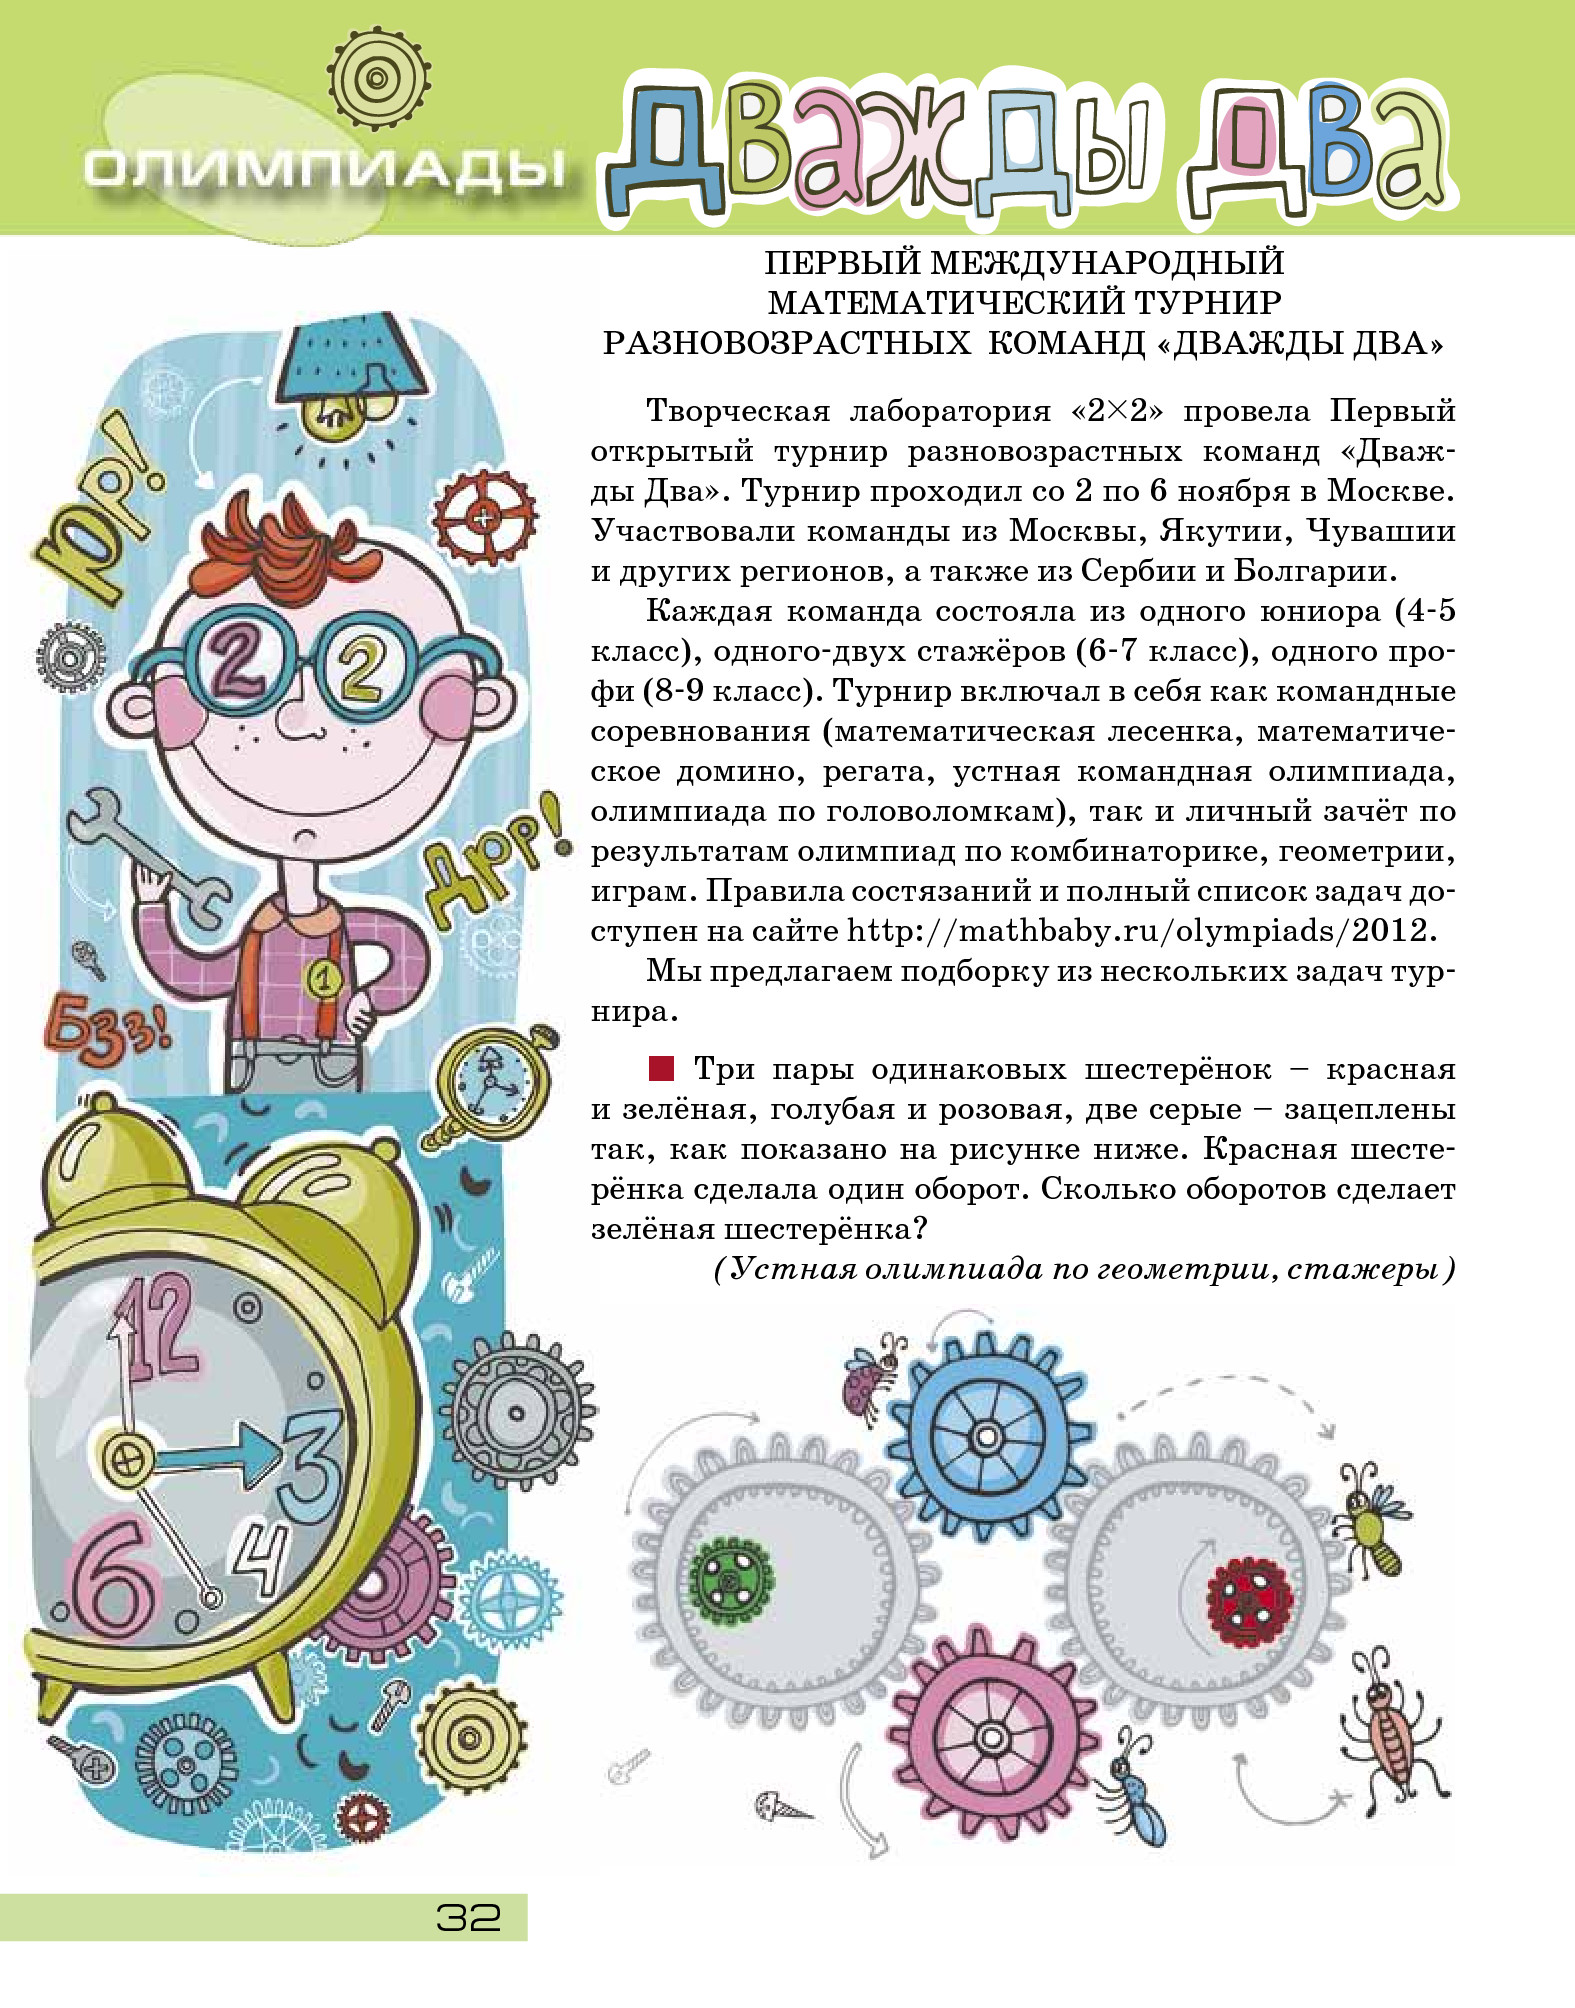 ОЛИМПИАДЫ
Дважды два
ПЕРВЫЙ МЕЖДУНАРОДНЫЙ
МАТЕМАТИЧЕСКИЙ ТУРНИР
РАЗНОВОЗРАСТНЫХ КОМАНД «ДВАЖДЫ ДВА»
Творческая лаборатория «2×2» провела Первый
открытый турнир разновозрастных команд «Дваж-
ды Два». Турнир проходил со 2 по 6 ноября в Москве.
Участвовали команды из Москвы, Якутии, Чувашии
и других регионов, а также из Сербии и Болгарии.
Каждая команда состояла из одного юниора (4-5
класс), одного-двух стажёров (6-7 класс), одного про-
фи (8-9 класс). Турнир включал в себя как командные
соревнования (математическая лесенка, математиче-
ское домино, регата, устная командная олимпиада,
олимпиада по головоломкам), так и личный зачёт по
результатам олимпиад по комбинаторике, геометрии,
играм. Правила состязаний и полный список задач до-
ступен на сайте http://mathbaby.ru/olympiads/2012.
Мы предлагаем подборку из нескольких задач тур-
нира.
Три пары одинаковых шестерёнок – красная
и зелёная, голубая и розовая, две серые – зацеплены
так, как показано на рисунке ниже. Красная шесте-
рёнка сделала один оборот. Сколько оборотов сделает
зелёная шестерёнка?
(Устная олимпиада по геометрии, стажеры)
Юр!
2 2
Дрр!
1
Бзз!
12
3
4
6
32